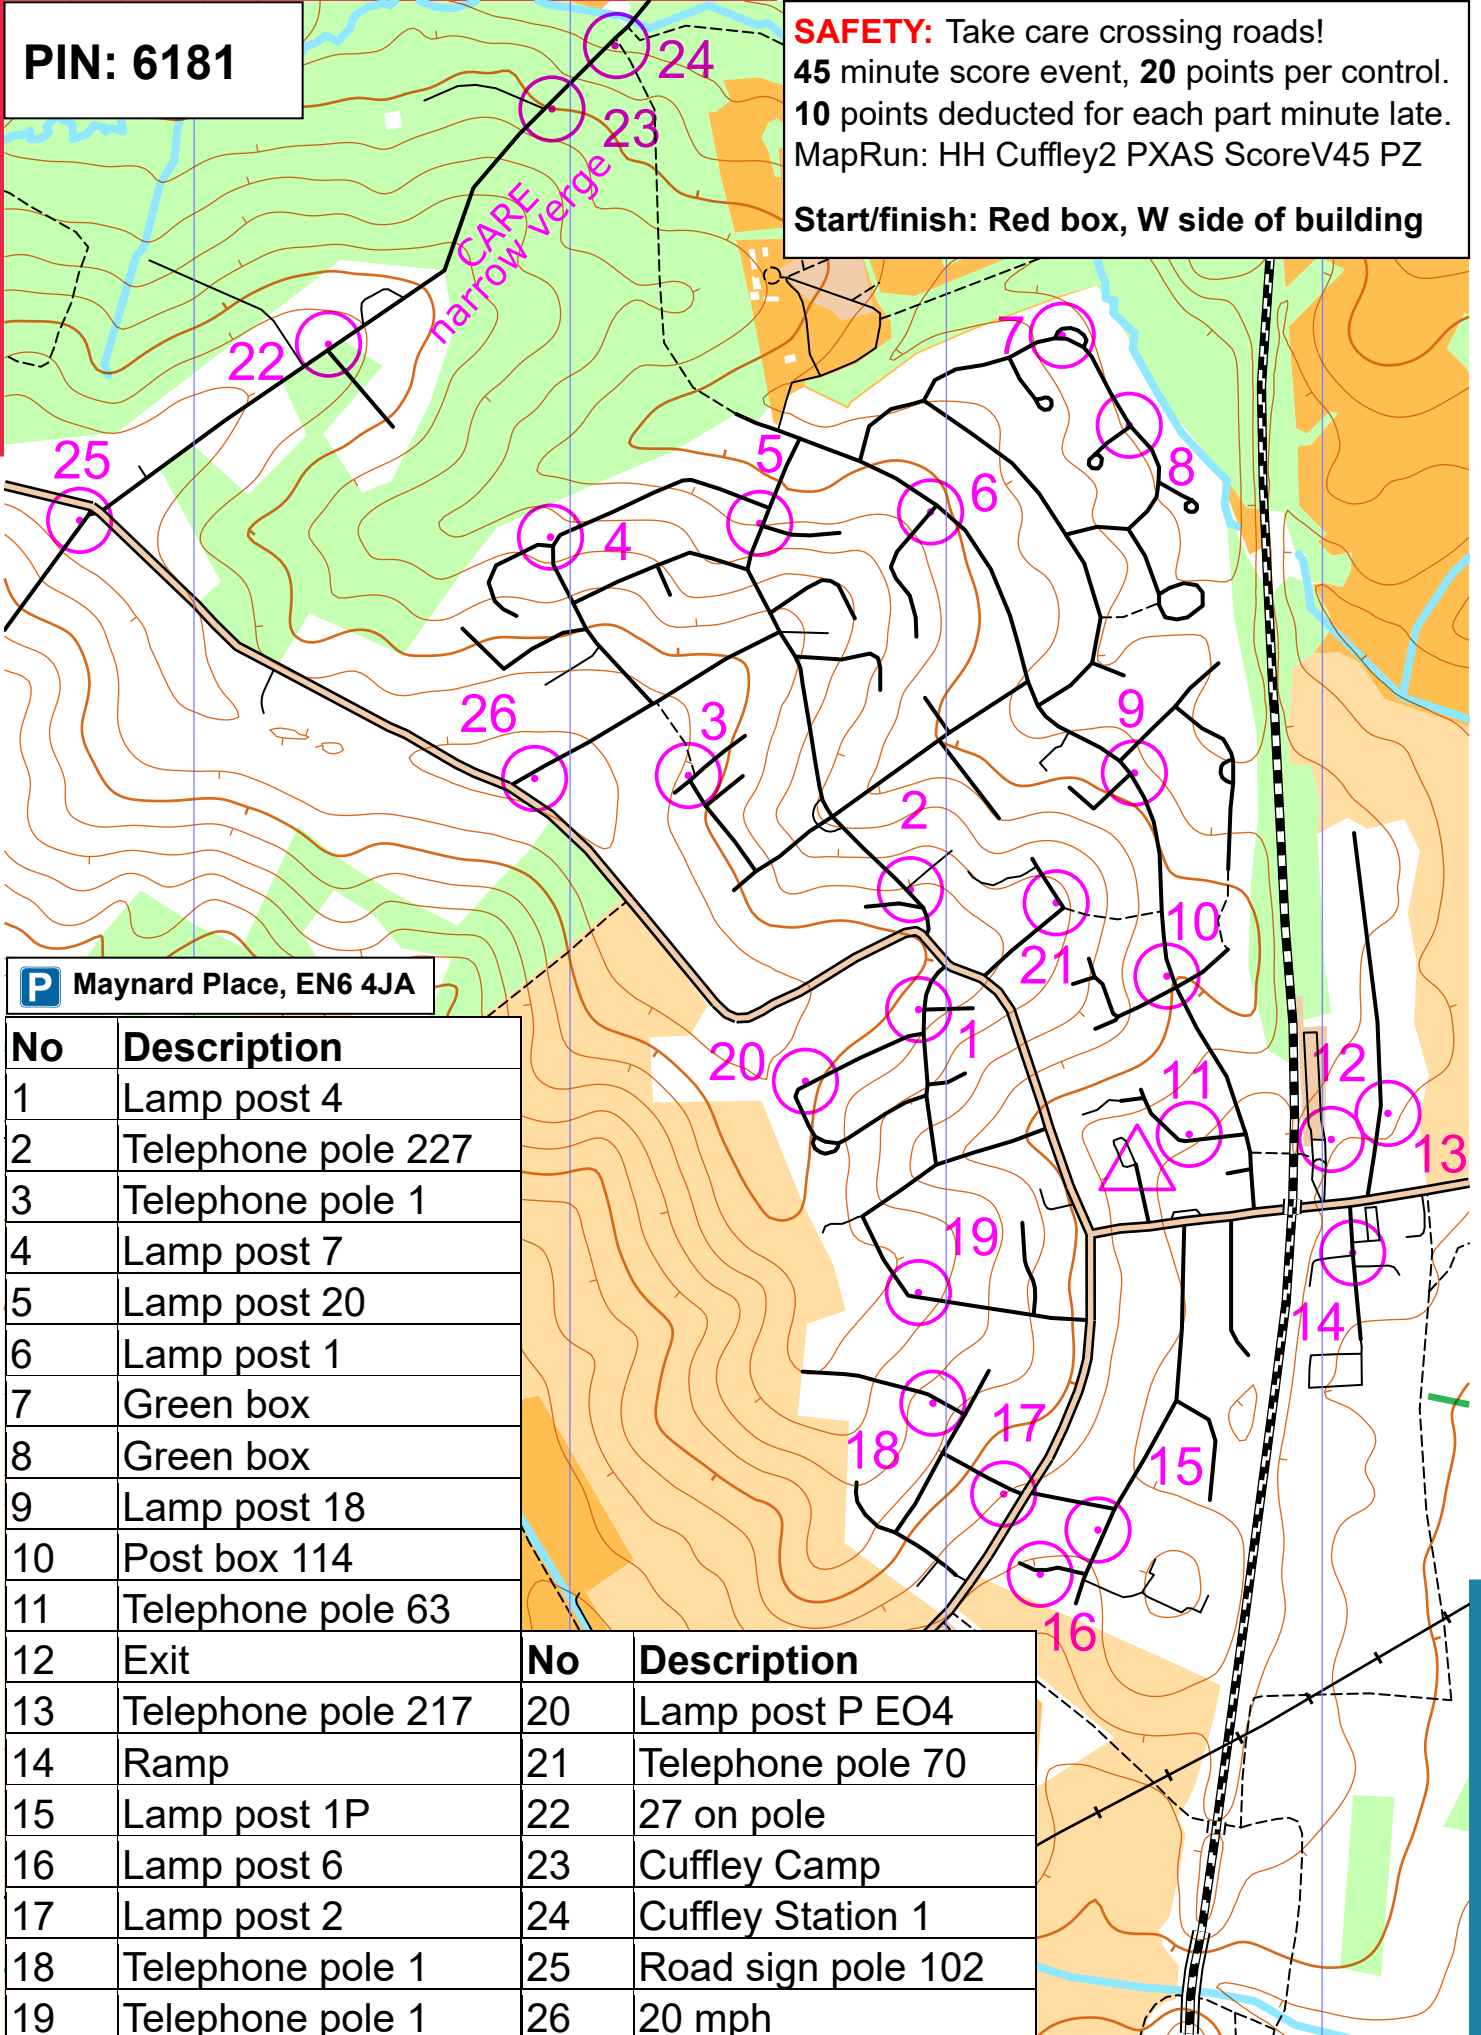 PIN: 6181
SAFETY: Take care crossing roads!
45 minute score event, 20 points per control.
10 points deducted for each part minute late.
MapRun: HH Cuffley2 PXAS ScoreV45 PZ
Start/finish: Red box, W side of building
24
23
CARE
narrow verge
22
7
25
5
8
6
4
26
3
9
2
10
21
1
20
12
11
13
19
14
17
18
15
16
P Maynard Place, EN6 4JA
No Description
1 Lamp post 4
2 Telephone pole 227
3 Telephone pole 1
4 Lamp post 7
5 Lamp post 20
6 Lamp post 1
7 Green box
8 Green box
9 Lamp post 18
10 Post box 114
11 Telephone pole 63
12 Exit
13 Telephone pole 217
14 Ramp
15 Lamp post 1P
16 Lamp post 6
17 Lamp post 2
18 Telephone pole 1
19 Telephone pole 1
No Description
20 Lamp post P EO4
21 Telephone pole 70
22 27 on pole
23 Cuffley Camp
24 Cuffley Station 1
25 Road sign pole 102
26 20 mph